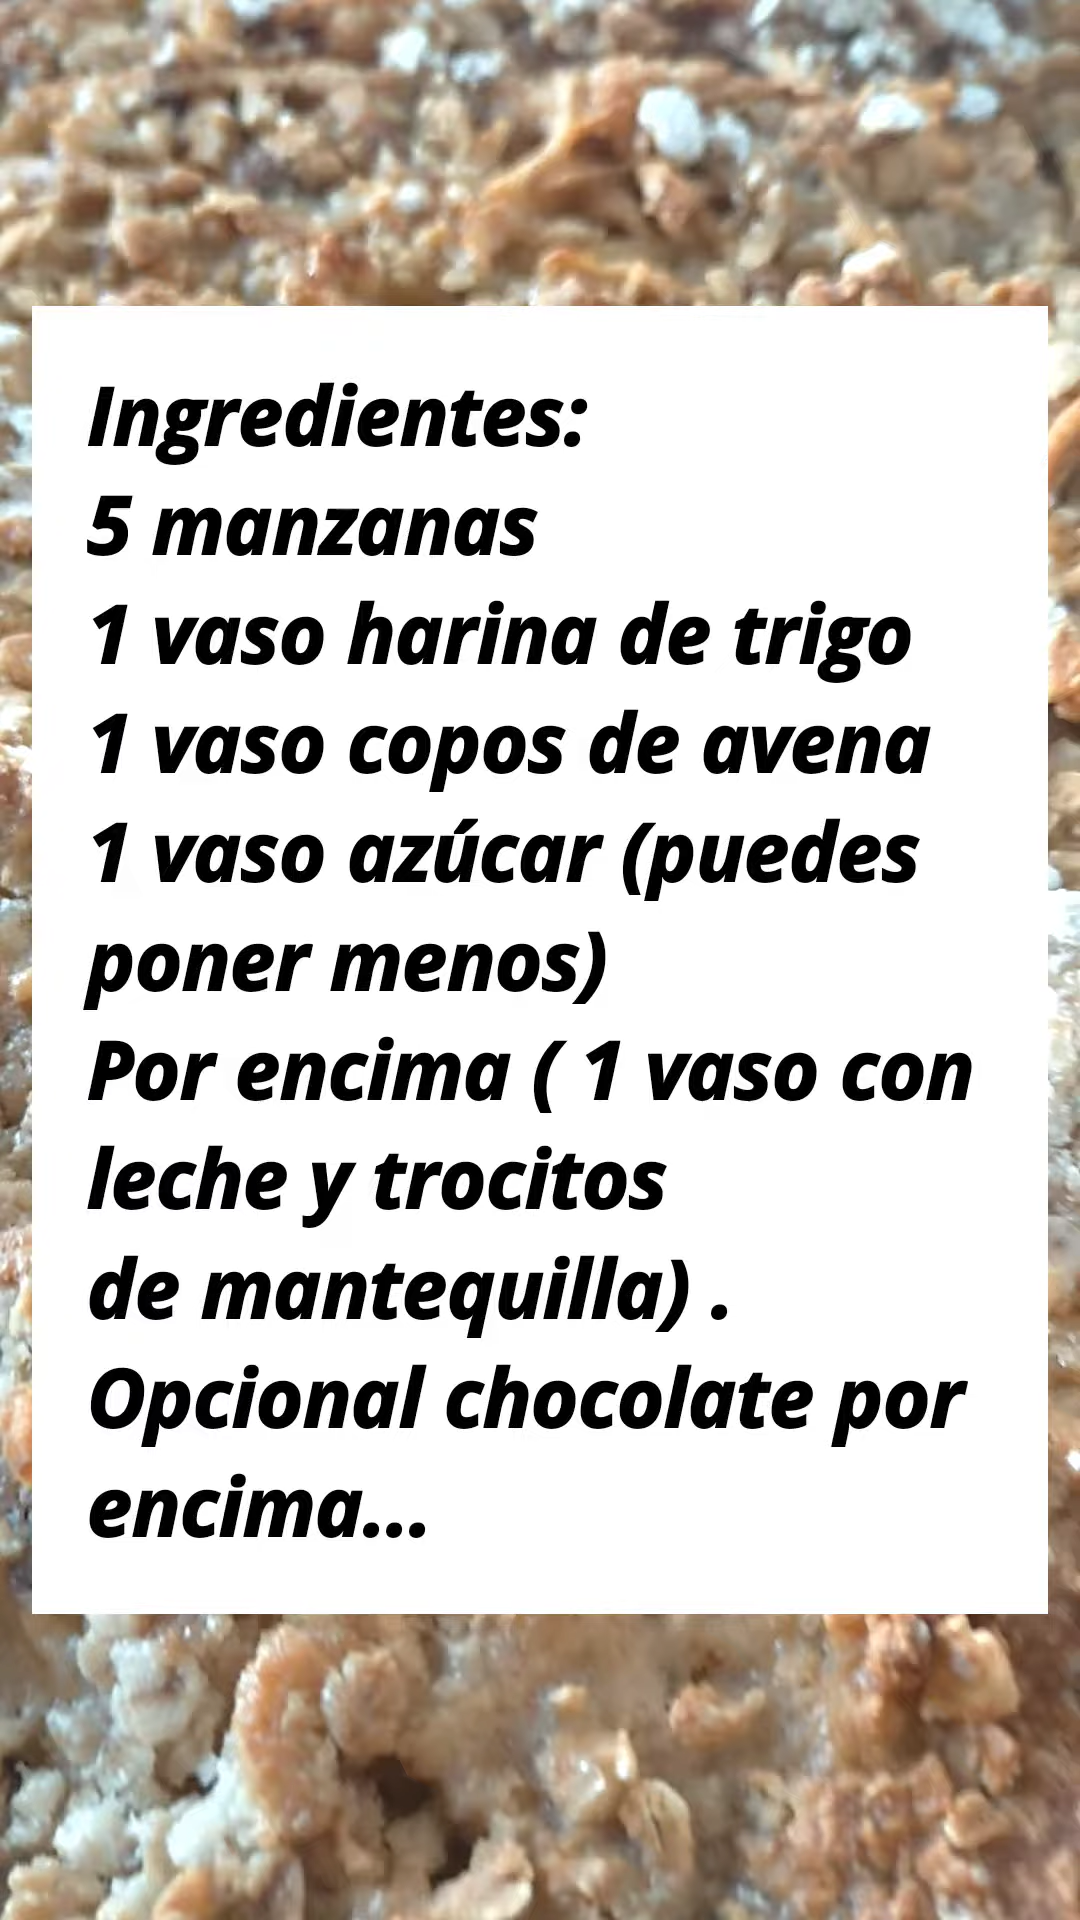 Ingredientes:
5 manzanas
1 vaso harina de trigo
1 vaso copos de avena
1 vaso azúcar (puedes
poner menos)
Por encima ( 1 vaso con
leche y trocitos
de mantequilla) .
Opcional chocolate por
encima...